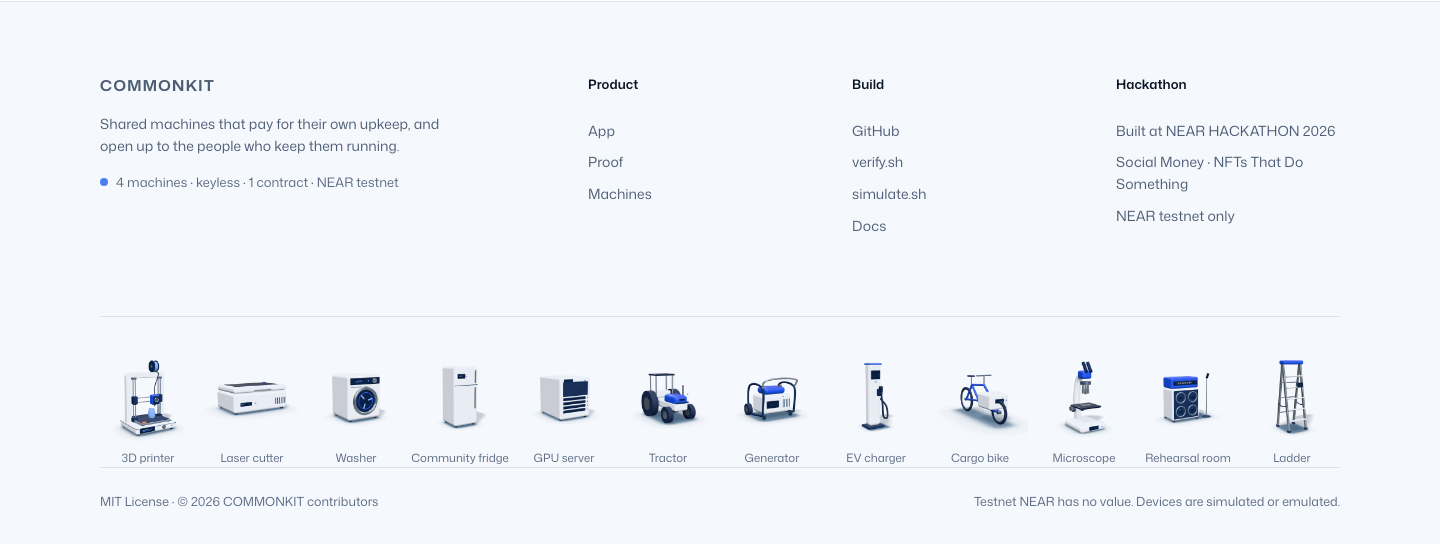 COMMONKIT
Shared machines that pay for their own upkeep, and
open up to the people who keep them running.
4 machines · keyless · 1 contract · NEAR testnet
Product
App
Proof
Machines
Build
GitHub
verify.sh
simulate.sh
Docs
Hackathon
Built at NEAR HACKATHON 2026
Social Money · NFTs That Do
Something
NEAR testnet only
3D printer
Laser cutter
Washer
Community fridge
GPU server
Tractor
Generator
EV charger
Cargo bike
Microscope
Rehearsal room
Ladder
MIT License · © 2026 COMMONKIT contributors
Testnet NEAR has no value. Devices are simulated or emulated.